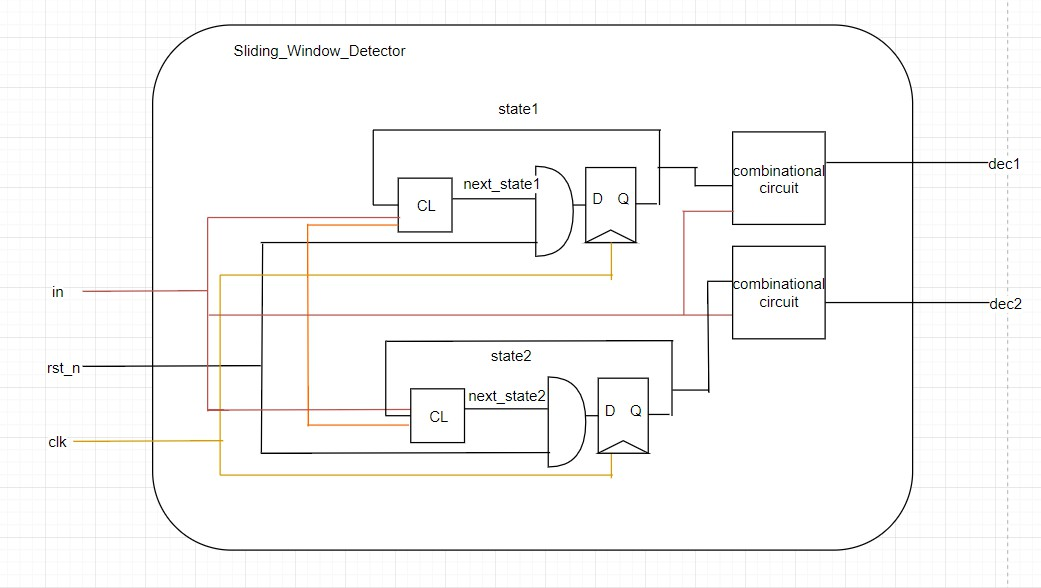 Sliding_Window_Detector
state1
next_state1
CL
D Q
combinational
circuit
dec1
in
combinational
circuit
dec2
rst_n
state2
next_state2
CL
D Q
clk